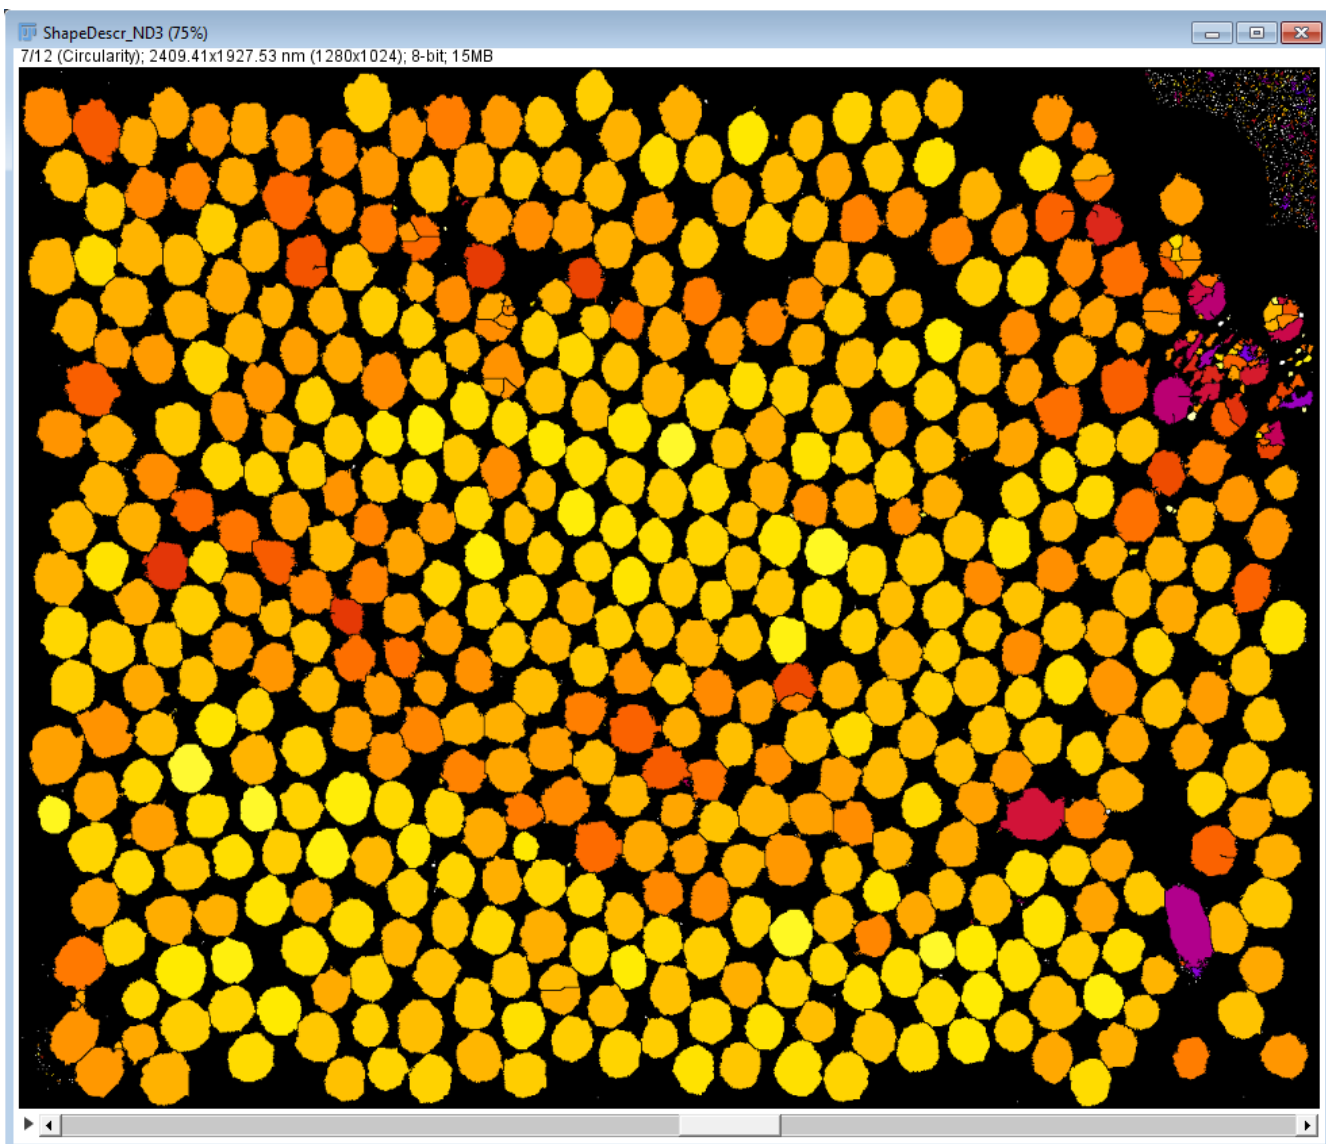 ShapeDescr_ND3 (75%)
7/12 (Circularity); 2409.41x1927.53 nm (1280x1024); 8-bit; 15MB